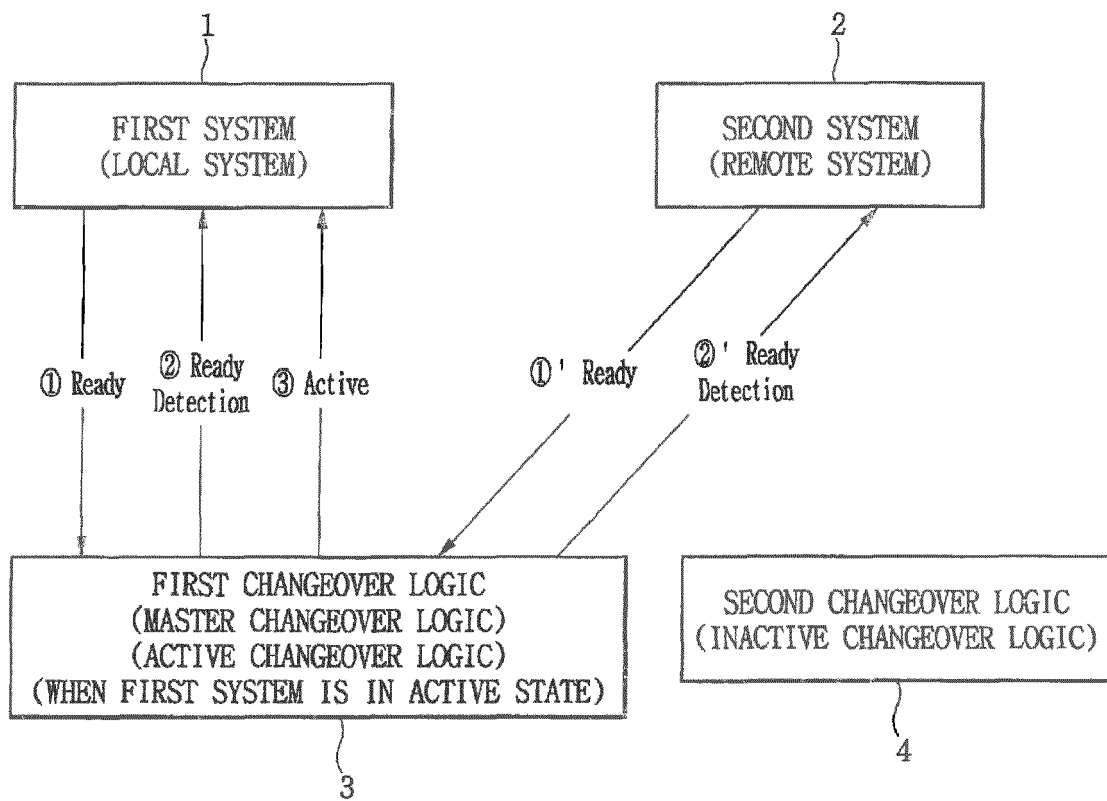 1
2
FIRST SYSTEM
(LOCAL SYSTEM)
SECOND SYSTEM
(REMOTE SYSTEM)
① Ready
② Ready
Detection
③ Active
①' Ready
②' Ready
Detection
FIRST CHANGEOVER LOGIC
(MASTER CHANGEOVER LOGIC)
(ACTIVE CHANGEOVER LOGIC)
(WHEN FIRST SYSTEM IS IN ACTIVE STATE)
SECOND CHANGEOVER LOGIC
(INACTIVE CHANGEOVER LOGIC)
3
4